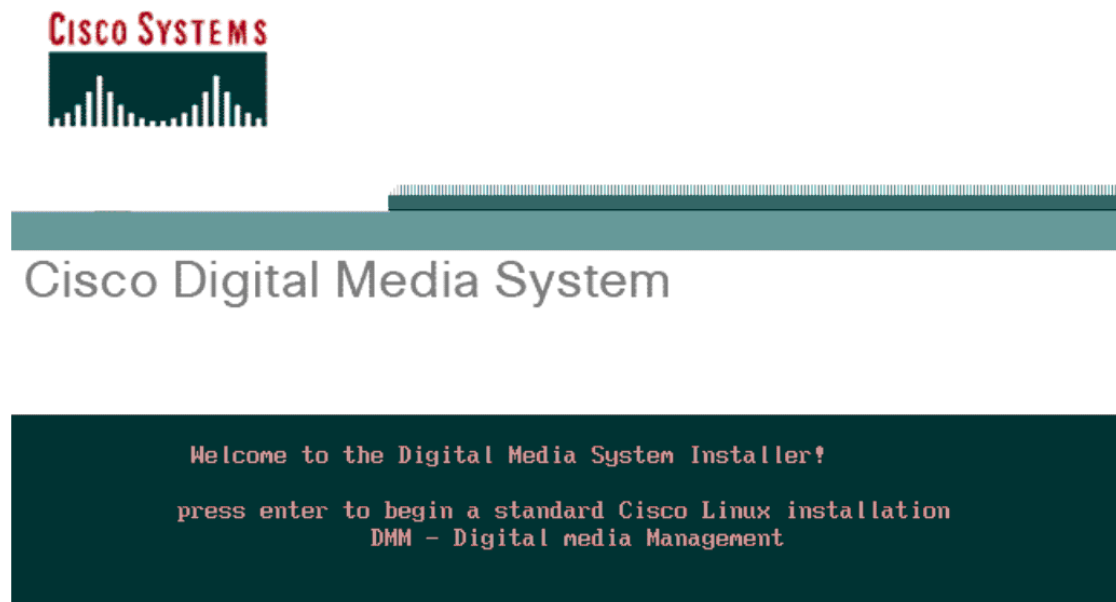 CISCO SYSTEMS
Cisco Digital Media System
Welcome to the Digital Media System Installer!
press enter to begin a standard Cisco Linux installation
DMM - Digital media Management